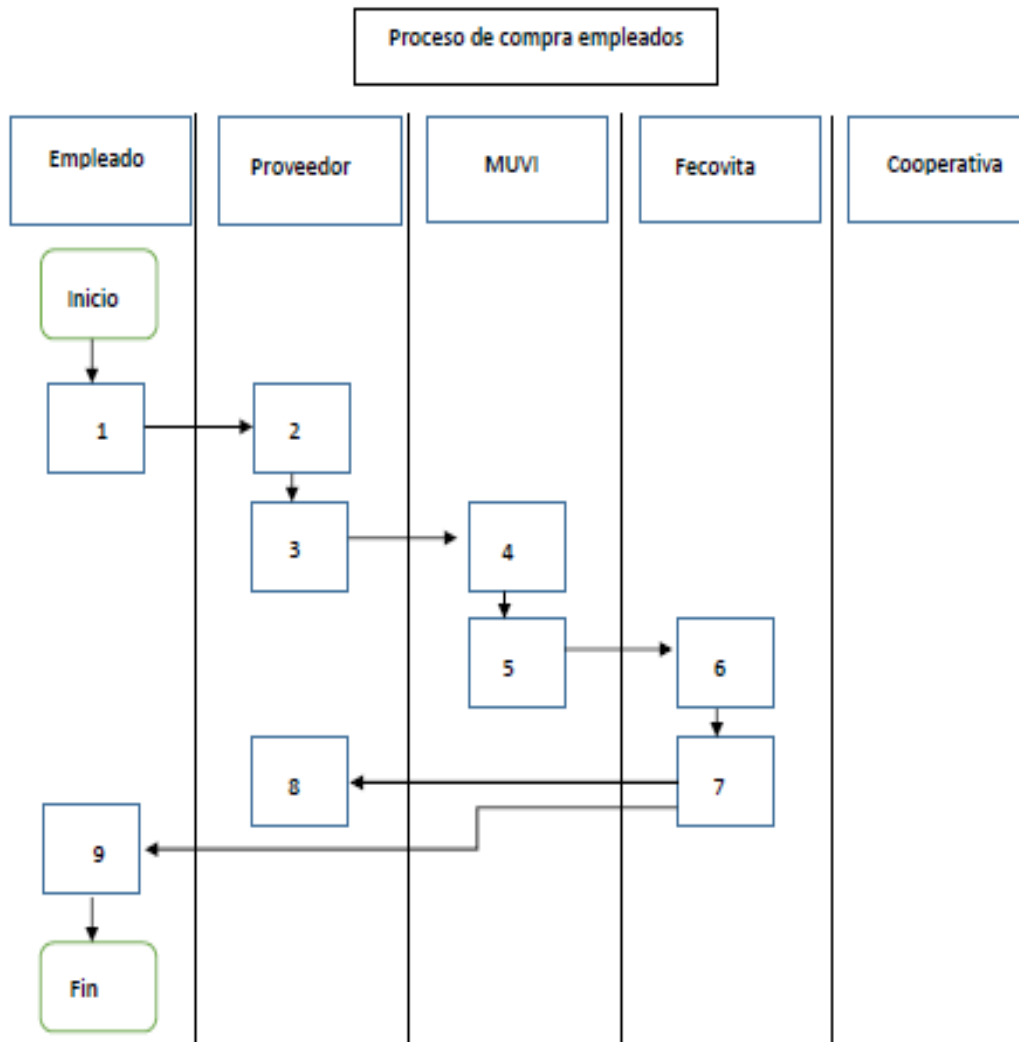 Proceso de compra empleados
Empleado
Proveedor
MUVI
Fecovita
Cooperativa
Inicio
1
2
3
4
5
6
7
8
9
Fin